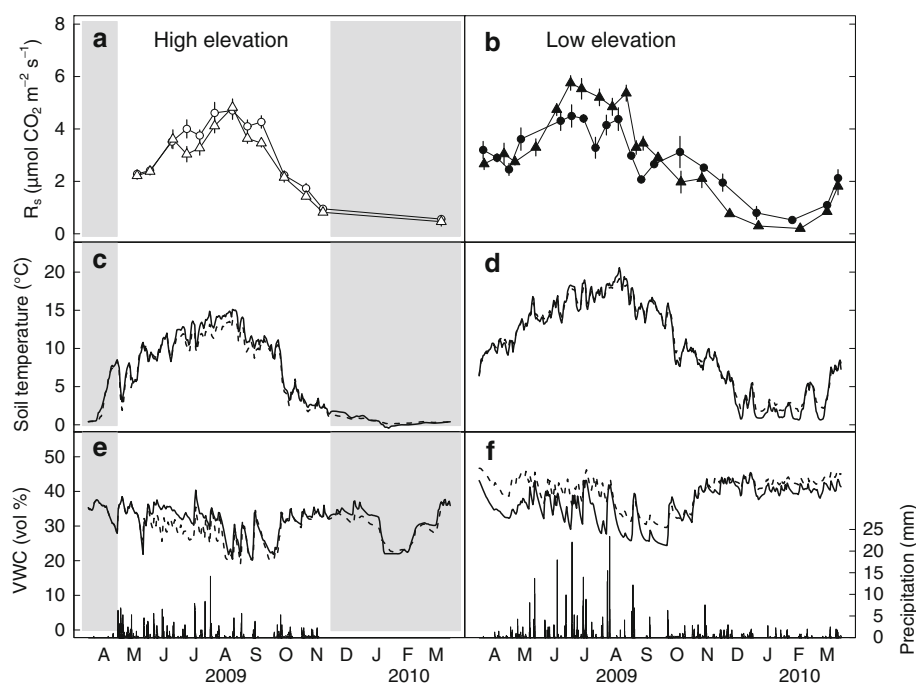 a High elevation
b Low elevation
8
6
4
2
0
Rs (µmol CO2 m−2 s−1)
c
d
20
15
10
5
0
Soil temperature (°C)
e
f
50
40
30
20
10
0
VWC (vol %)
25
20
15
10
5
0
Precipitation (mm)
A M J J A S O N D J F M
A M J J A S O N D J F M
2009 2010
2009 2010